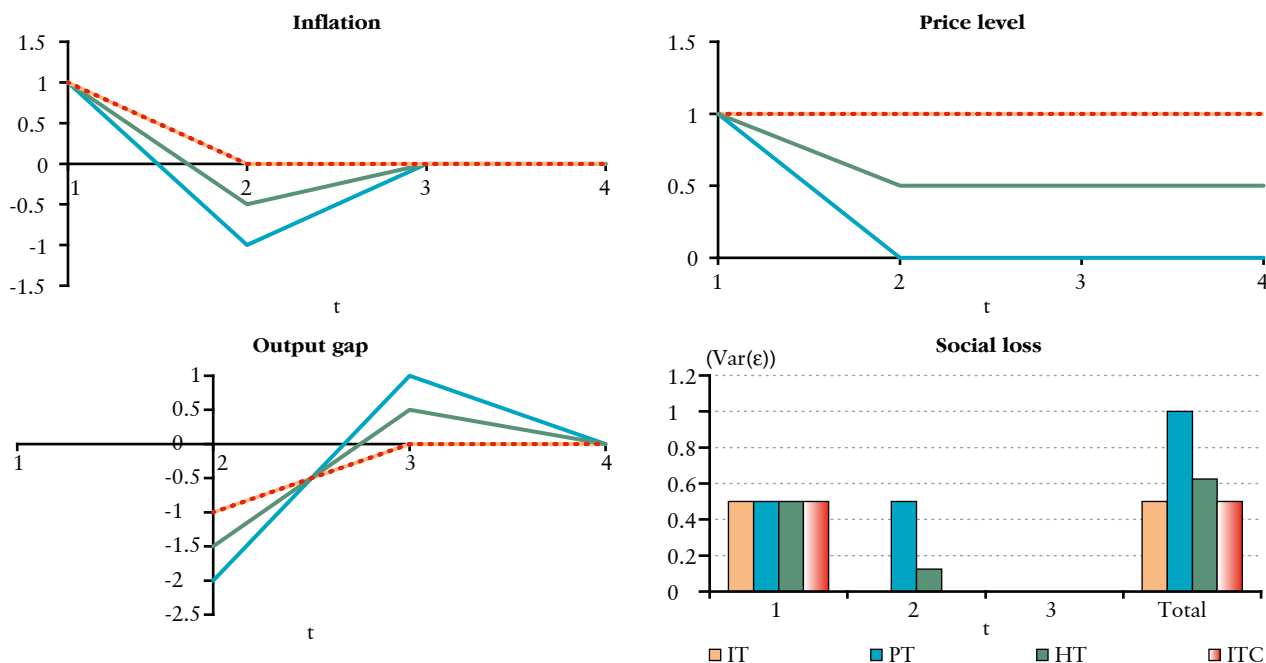 Inflation
1.5
1
0.5
0
-0.5
-1
-1.5
1
2
3
4
t
Price level
1.5
1
0.5
0
1
2
3
4
t
Output gap
1
0.5
0
-0.5
-1
-1.5
-2
-2.5
1
2
3
4
t
Social loss
(Var(ε))
1.2
1
0.8
0.6
0.4
0.2
0
1
2
3
Total
t
IT
PT
HT
ITC